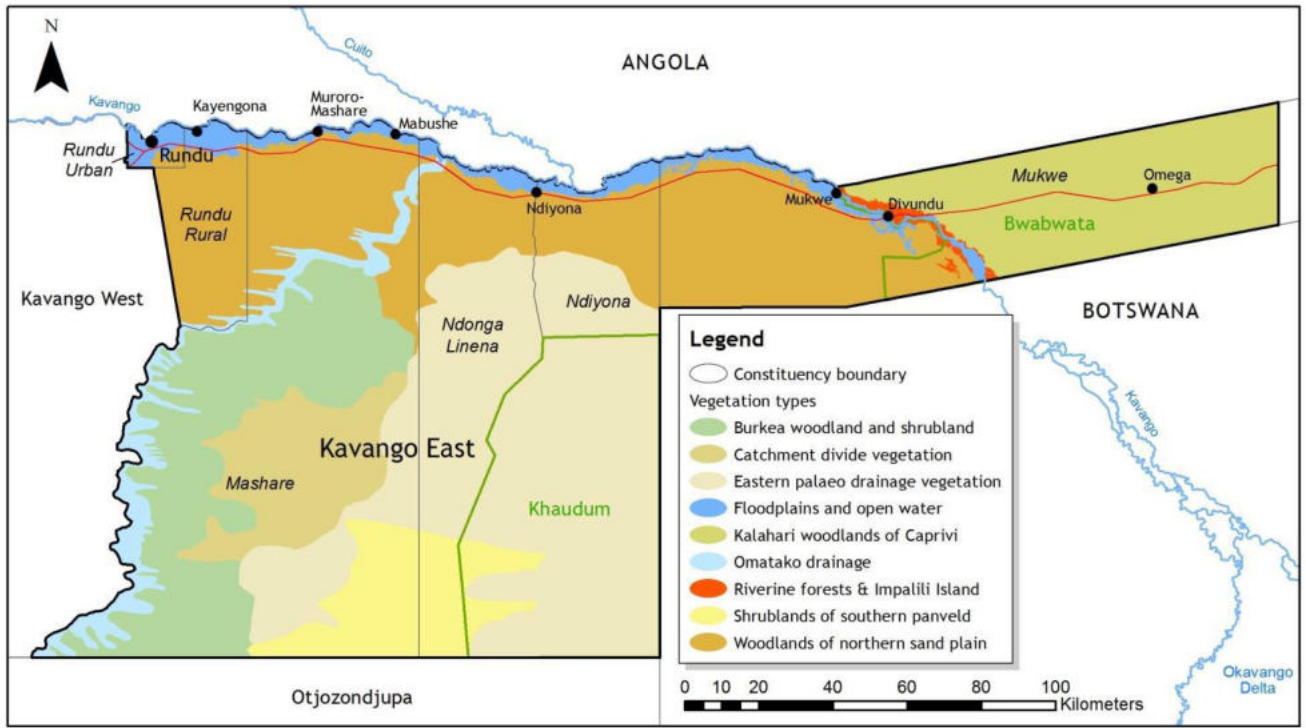 N
Cuito
ANGOLA
Kavango
Kayengona
Muroro-
Mashare
Mabushe
Rundu
Urban
Rundu
Rundu
Rural
Ndiyona
Mukwe
Divundu
Mukwe
Omega
Bwabwata
Kavango West
Ndonga
Linena
Ndiyona
BOTSWANA
Kavango East
Mashare
Khaudum
Legend
Constituency boundary
Vegetation types
Burkea woodland and shrubland
Catchment divide vegetation
Eastern palaeo drainage vegetation
Floodplains and open water
Kalahari woodlands of Caprivi
Omatako drainage
Riverine forests & Impalili Island
Shrublands of southern panveld
Woodlands of northern sand plain
Kavango
Otjozondjupa
0 10 20 40 60 80 100
Kilometers
Okavango
Delta